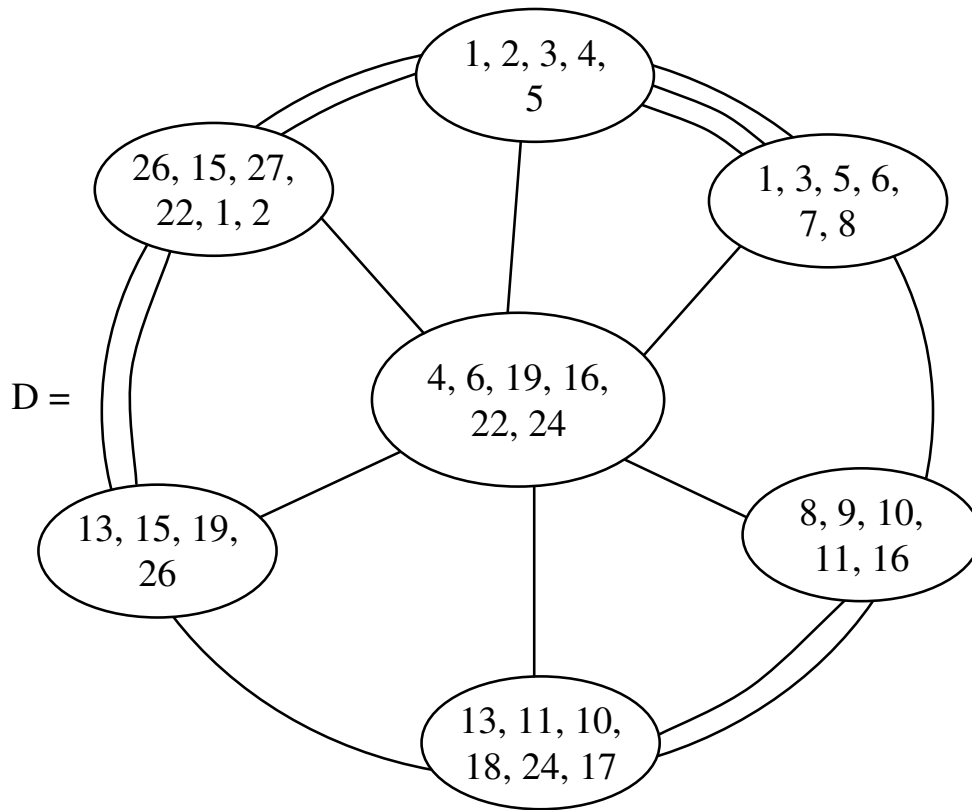 1, 2, 3, 4,
5
26, 15, 27,
22, 1, 2
1, 3, 5, 6,
7, 8
D =
4, 6, 19, 16,
22, 24
13, 15, 19,
26
8, 9, 10,
11, 16
13, 11, 10,
18, 24, 17